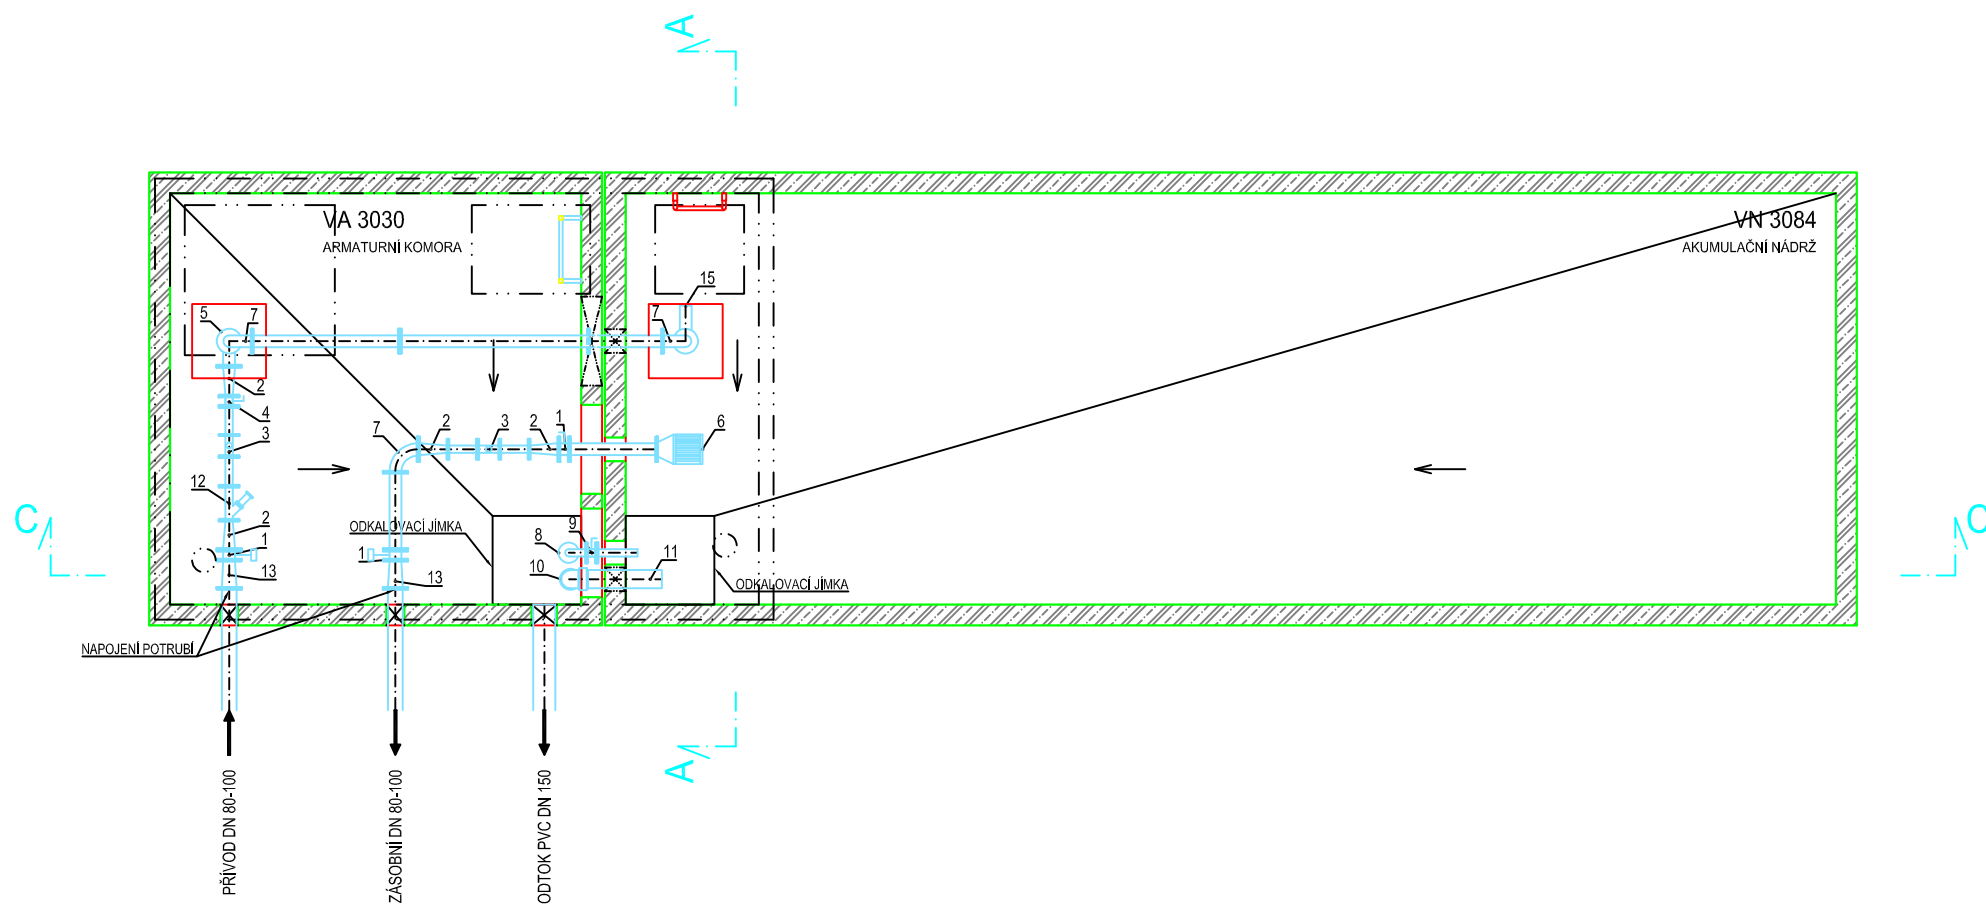 A
VA 3030
ARMATURNÍ KOMORA
VN 3084
AKUMULAČNÍ NÁDRŽ
15
5
7
7
2
4
3
7
2
3
2
1
6
12
2
1
13
C
C
ODKALOVACÍ JÍMKA
1
13
8
9
10
11
ODKALOVACÍ JÍMKA
NAPOJENÍ POTRUBÍ
A
PŘÍVOD DN 80-100
ZÁSOBNÍ DN 80-100
ODTOK PVC DN 150